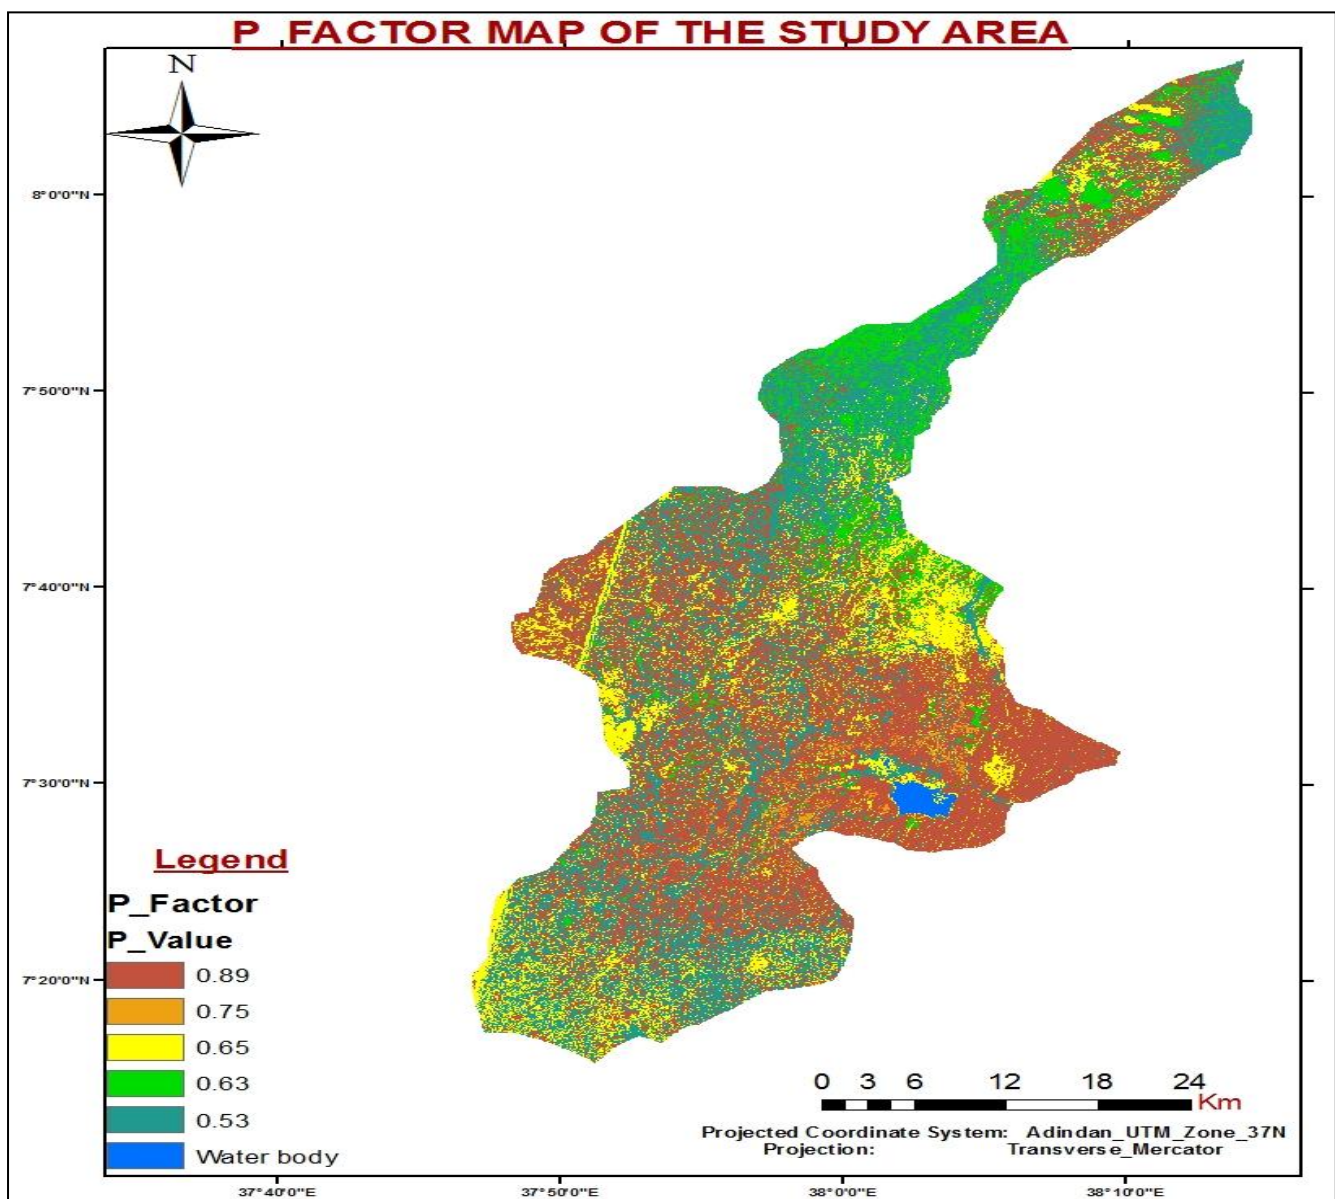 P_FACTOR MAP OF THE STUDY AREA
N
8°0'0"N
7°50'0"N
7°40'0"N
7°30'0"N
7°20'0"N
Legend
P_Factor
P_Value
0.89
0.75
0.65
0.63
0.53
Water body
0 3 6 12 18 24
Km
Projected Coordinate System: Adindan_UTM_Zone_37N
Projection: Transverse_Mercator
37°40'0"E 37°50'0"E 38°0'0"E 38°10'0"E